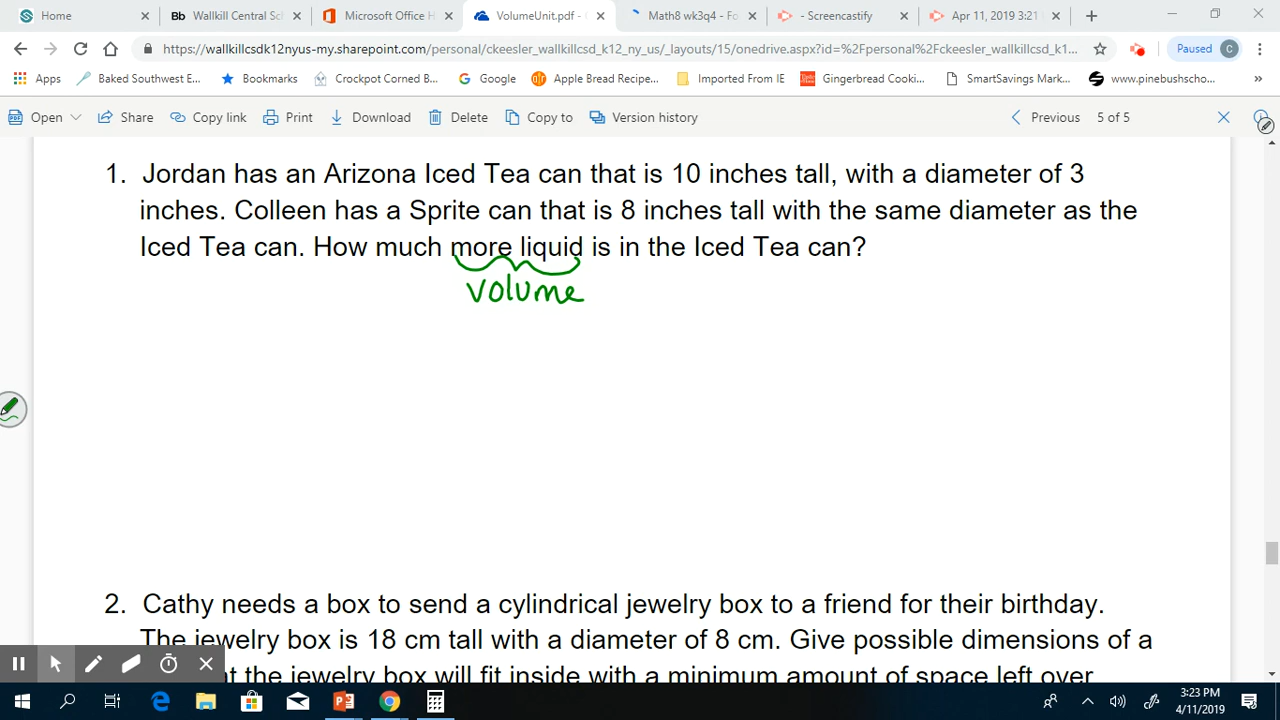 Home
Bb Wallkill Central Sc
Microsoft Office H
VolumeUnit.pdf -
Math8 wk3q4 - Fo
- Screencastify
Apr 11, 2019 3:21
https://wallkillcsdk12nyus-my.sharepoint.com/personal/ckeesler_wallkillcsd_k12_ny_us/_layouts/15/onedrive.aspx?id=%2Fpersonal%2Fckeesler_wallkillcsd_k1...
Paused C
Apps Baked Southwest E... Bookmarks Crockpot Corned B... Google Apple Bread Recipe... Imported From IE Gingerbread Cooki... SmartSavings Mark... www.pinebushscho... »
Open Share Copy link Print Download Delete Copy to Version history Previous 5 of 5
1. Jordan has an Arizona Iced Tea can that is 10 inches tall, with a diameter of 3
inches. Colleen has a Sprite can that is 8 inches tall with the same diameter as the
Iced Tea can. How much more liquid is in the Iced Tea can?
volume
2. Cathy needs a box to send a cylindrical jewelry box to a friend for their birthday.
The jewelry box is 18 cm tall with a diameter of 8 cm. Give possible dimensions of a
the jewelry box will fit inside with a minimum amount of space left over
3:23 PM
4/11/2019